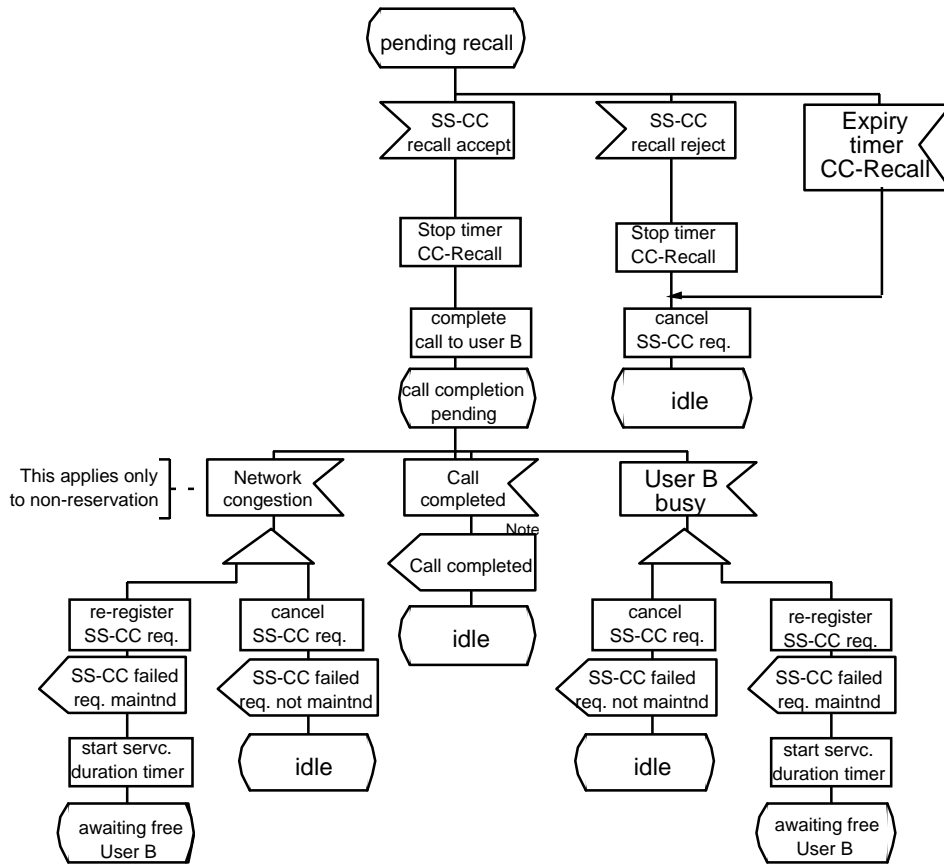 pending recall
SS-CC
recall accept
SS-CC
recall reject
Expiry
timer
CC-Recall
Stop timer
CC-Recall
Stop timer
CC-Recall
complete
call to user B
cancel
SS-CC req.
call completion
pending
idle
This applies only
to non-reservation
Network
congestion
Call
completed
User B
busy
Note
Call completed
re-register
SS-CC req.
cancel
SS-CC req.
idle
cancel
SS-CC req.
re-register
SS-CC req.
SS-CC failed
req. maintnd
SS-CC failed
req. not maintnd
SS-CC failed
req. not maintnd
SS-CC failed
req. maintnd
start servc.
duration timer
idle
idle
start servc.
duration timer
awaiting free
User B
awaiting free
User B